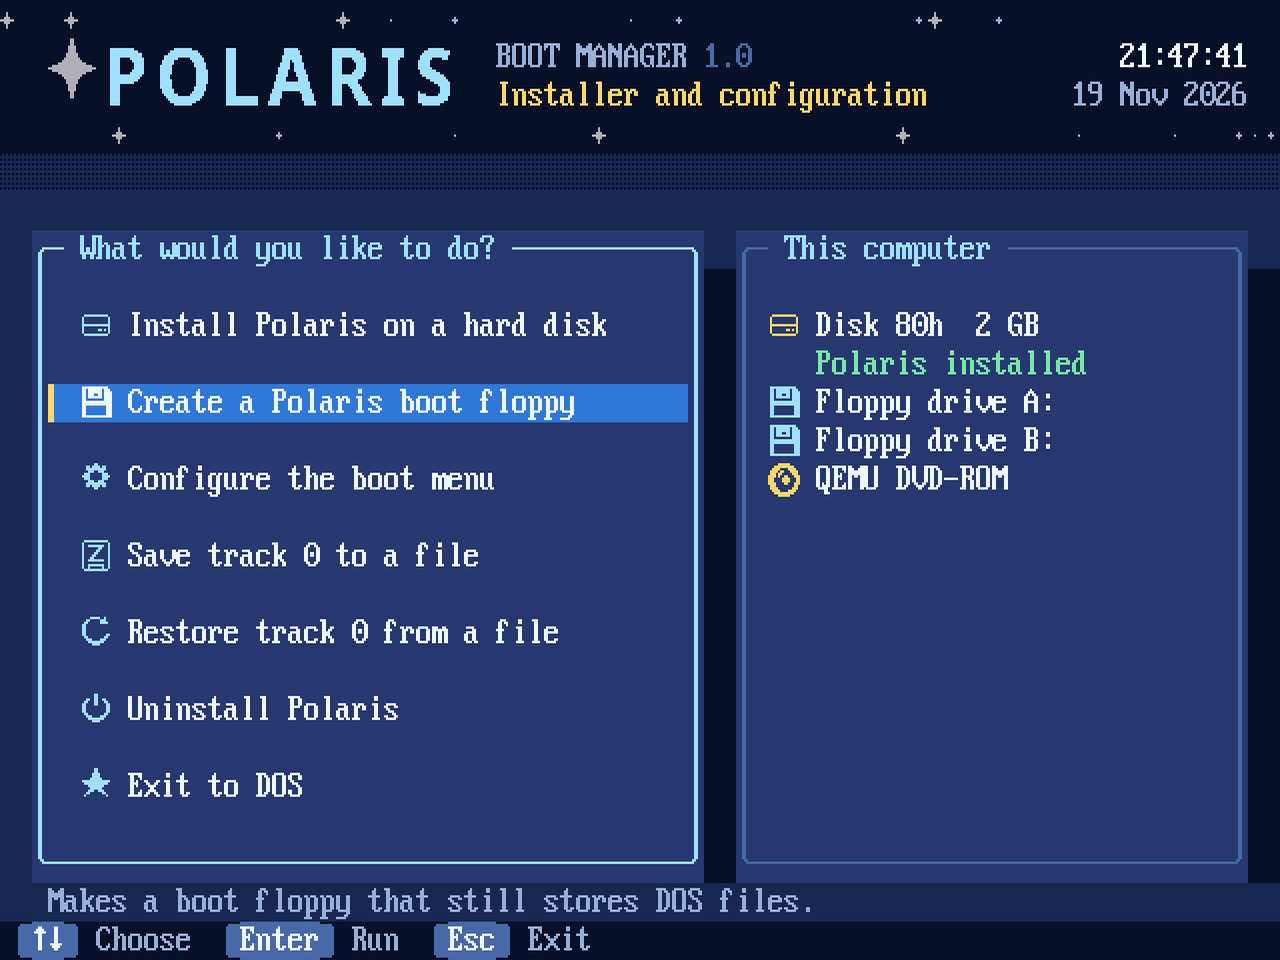 POLARIS
BOOT MANAGER 1.0
Installer and configuration
21:47:41
19 Nov 2026
What would you like to do?
Install Polaris on a hard disk
Create a Polaris boot floppy
Configure the boot menu
Save track 0 to a file
Restore track 0 from a file
Uninstall Polaris
Exit to DOS
This computer
Disk 80h 2 GB
Polaris installed
Floppy drive A:
Floppy drive B:
QEMU DVD-ROM
Makes a boot floppy that still stores DOS files.
↑↓ Choose Enter Run Esc Exit